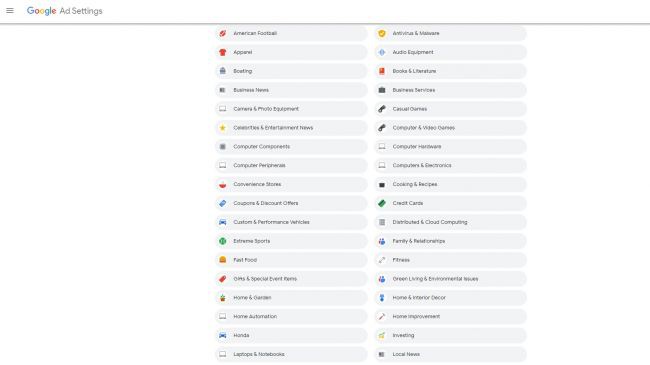 Google Ad Settings
American Football
Antivirus & Malware
Apparel
Audio Equipment
Boating
Books & Literature
Business News
Business Services
Camera & Photo Equipment
Casual Games
Celebrities & Entertainment News
Computer & Video Games
Computer Components
Computer Hardware
Computer Peripherals
Computers & Electronics
Convenience Stores
Cooking & Recipes
Coupons & Discount Offers
Credit Cards
Custom & Performance Vehicles
Distributed & Cloud Computing
Extreme Sports
Family & Relationships
Fast Food
Fitness
Gifts & Special Event Items
Green Living & Environmental Issues
Home & Garden
Home & Interior Decor
Home Automation
Home Improvement
Honda
Investing
Laptops & Notebooks
Local News